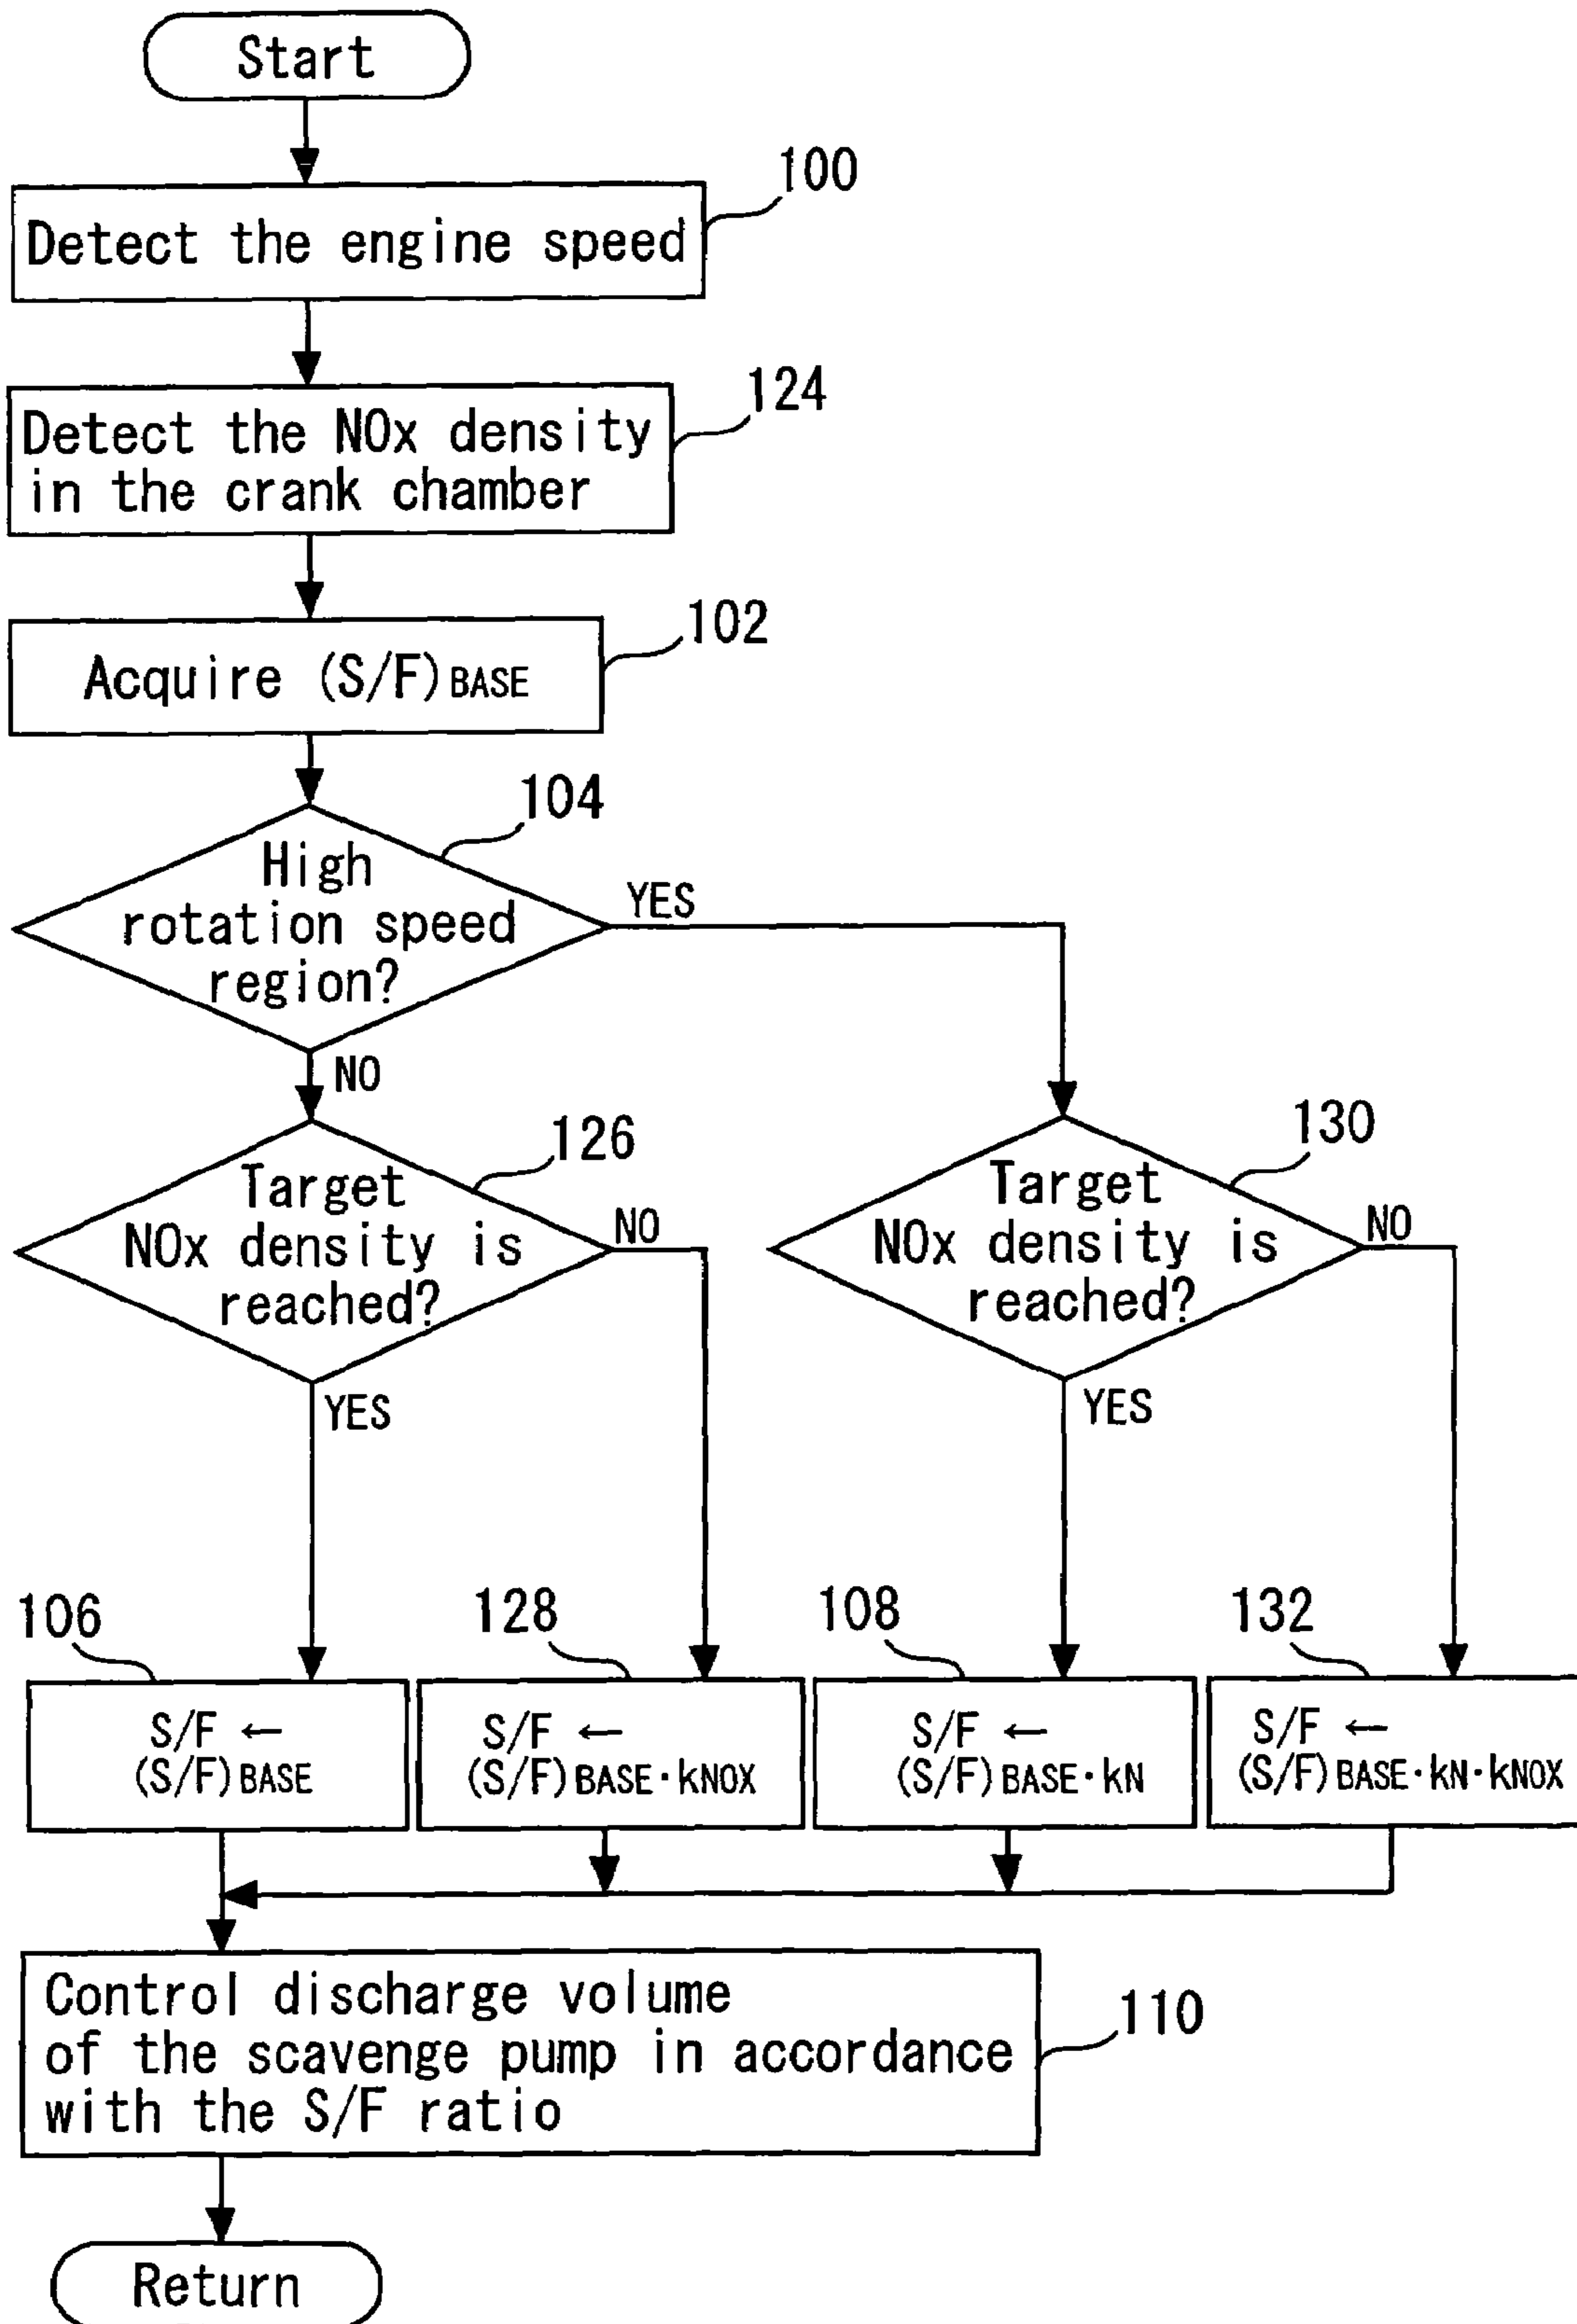 Start
100
Detect the engine speed
124
Detect the NOx density
in the crank chamber
102
Acquire (S/F)BASE
104
High
rotation speed
region?
YES
NO
126
Target
NOx density is
reached?
NO
YES
130
Target
NOx density is
reached?
NO
YES
106
S/F ←
(S/F)BASE
128
S/F ←
(S/F)BASE·kNOX
108
S/F ←
(S/F)BASE·kN
132
S/F ←
(S/F)BASE·kN·kNOX
Control discharge volume
of the scavenge pump in accordance
with the S/F ratio
110
Return